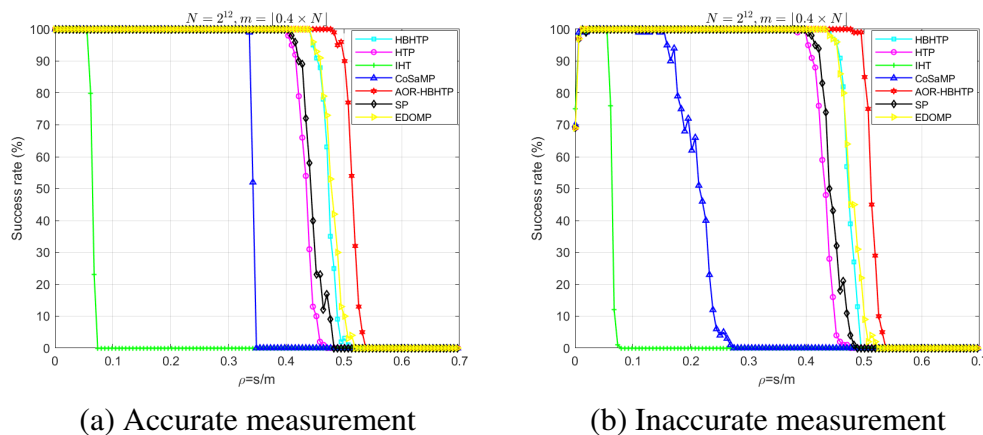 N = 2^12, m = ⌊0.4 × N⌋
Success rate (%)
100
90
80
70
60
50
40
30
20
10
0
0 0.1 0.2 0.3 0.4 0.5 0.6 0.7
ρ=s/m
HBHTP
HTP
IHT
CoSaMP
AOR-HBHTP
SP
EDOMP
(a) Accurate measurement
N = 2^12, m = ⌊0.4 × N⌋
Success rate (%)
100
90
80
70
60
50
40
30
20
10
0
0 0.1 0.2 0.3 0.4 0.5 0.6 0.7
ρ=s/m
HBHTP
HTP
IHT
CoSaMP
AOR-HBHTP
SP
EDOMP
(b) Inaccurate measurement